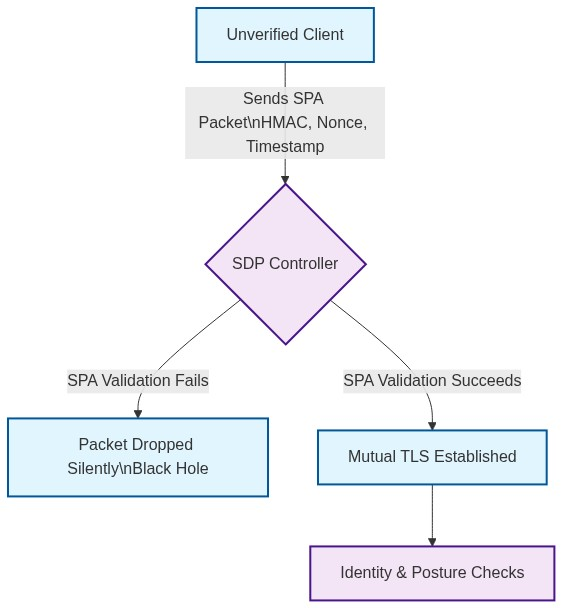 Unverified Client
Sends SPA
Packet\nHMAC, Nonce,
Timestamp
SDP Controller
SPA Validation Fails
SPA Validation Succeeds
Packet Dropped
Silently\nBlack Hole
Mutual TLS Established
Identity & Posture Checks